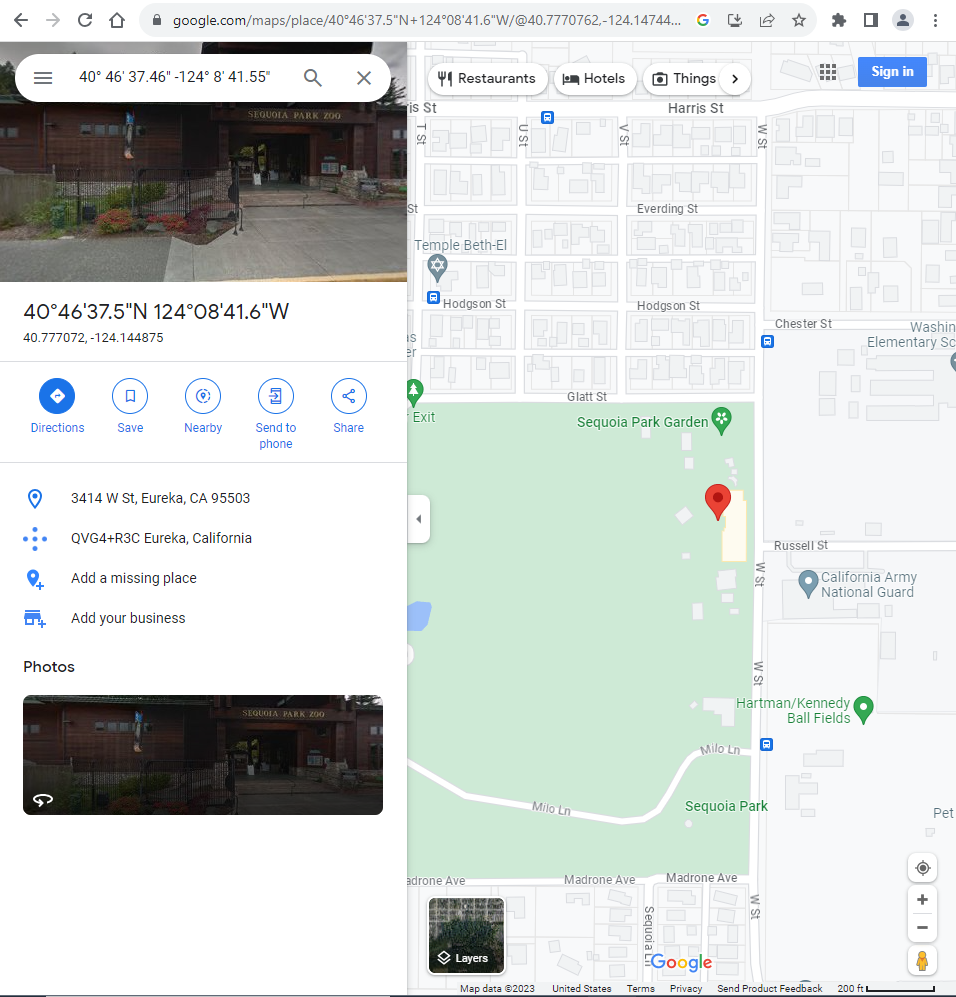 google.com/maps/place/40°46'37.5"N+124°08'41.6"W/@40.7770762,-124.14744...
40° 46' 37.46" -124° 8' 41.55"
Restaurants
Hotels
Things
Sign in
SEQUOIA PARK ZOO
40°46'37.5"N 124°08'41.6"W
40.777072, -124.144875
Directions
Save
Nearby
Send to
phone
Share
3414 W St, Eureka, CA 95503
QVG4+R3C Eureka, California
Add a missing place
Add your business
Photos
SEQUOIA PARK ZOO
is St
Harris St
T St
U St
V St
W St
St
Everding St
Temple Beth-El
Hodgson St
Hodgson St
Chester St
Washin
Elementary Sc
as
er
Glatt St
r Exit
Sequoia Park Garden
Russell St
W St
California Army
National Guard
W St
Hartman/Kennedy
Ball Fields
Milo Ln
Milo Ln
Sequoia Park
Pet
adrone Ave
Madrone Ave
Madrone Ave
W St
Sequoia Ln
Layers
Google
Map data ©2023
United States
Terms
Privacy
Send Product Feedback
200 ft